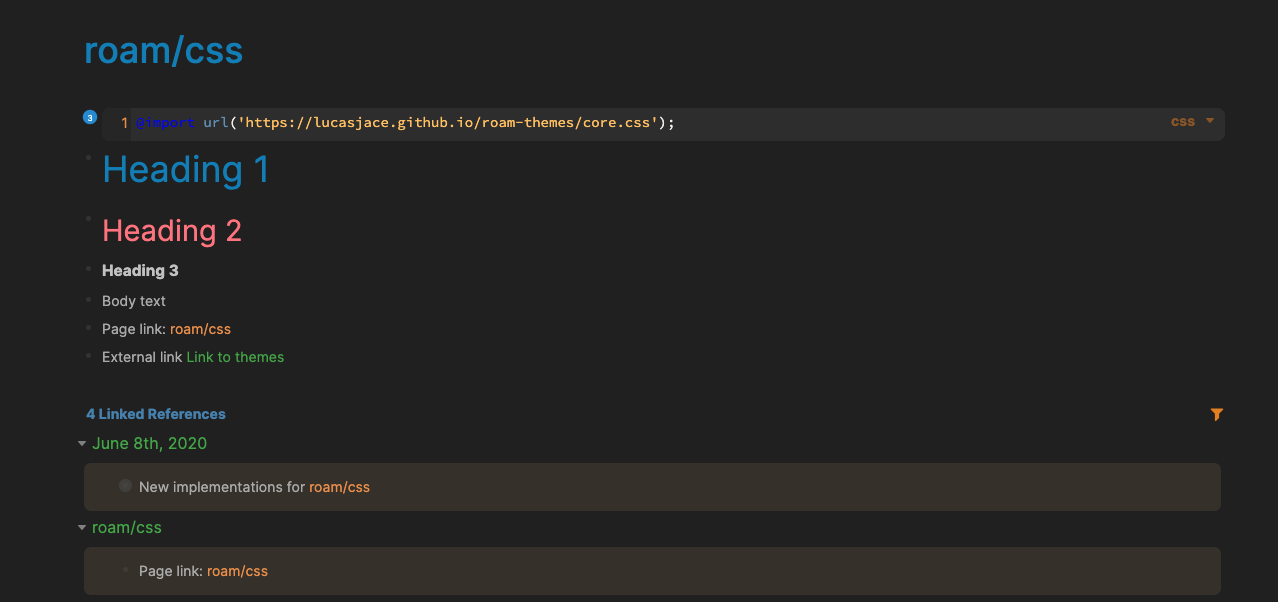 roam/css
3
1 @import url('https://lucasjace.github.io/roam-themes/core.css');
css
Heading 1
Heading 2
Heading 3
Body text
Page link: roam/css
External link Link to themes
4 Linked References
June 8th, 2020
New implementations for roam/css
roam/css
Page link: roam/css